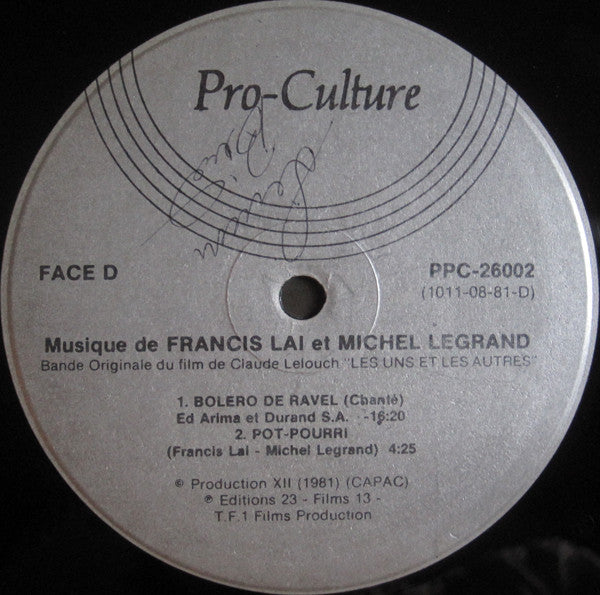 Pro-Culture
FACE D
PPC-26002
(1011-08-81-D)
Musique de FRANCIS LAI et MICHEL LEGRAND
Bande Originale du film de Claude Lelouch "LES UNS ET LES AUTRES"
1. BOLERO DE RAVEL (Chanté)
Ed Arima et Durand S.A. -16:20
2. POT-POURRI
(Francis Lai - Michel Legrand) 4:25
© Production XII (1981) (CAPAC)
℗ Editions 23 - Films 13 -
T.F.1 Films Production